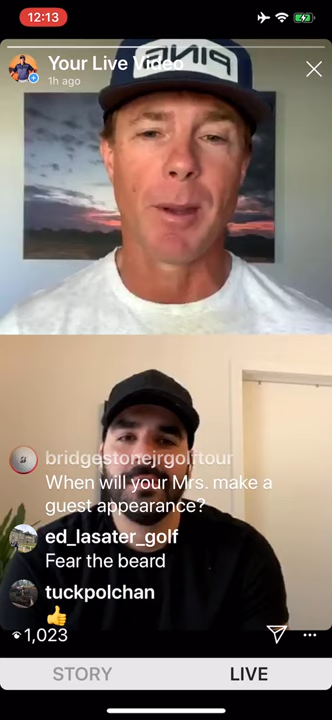 12:13
Your Live Video
1h ago
PING
bridgestonejrgolftour
When will your Mrs. make a
guest appearance?
ed_lasater_golf
Fear the beard
tuckpolchan
👍
1,023
STORY
LIVE